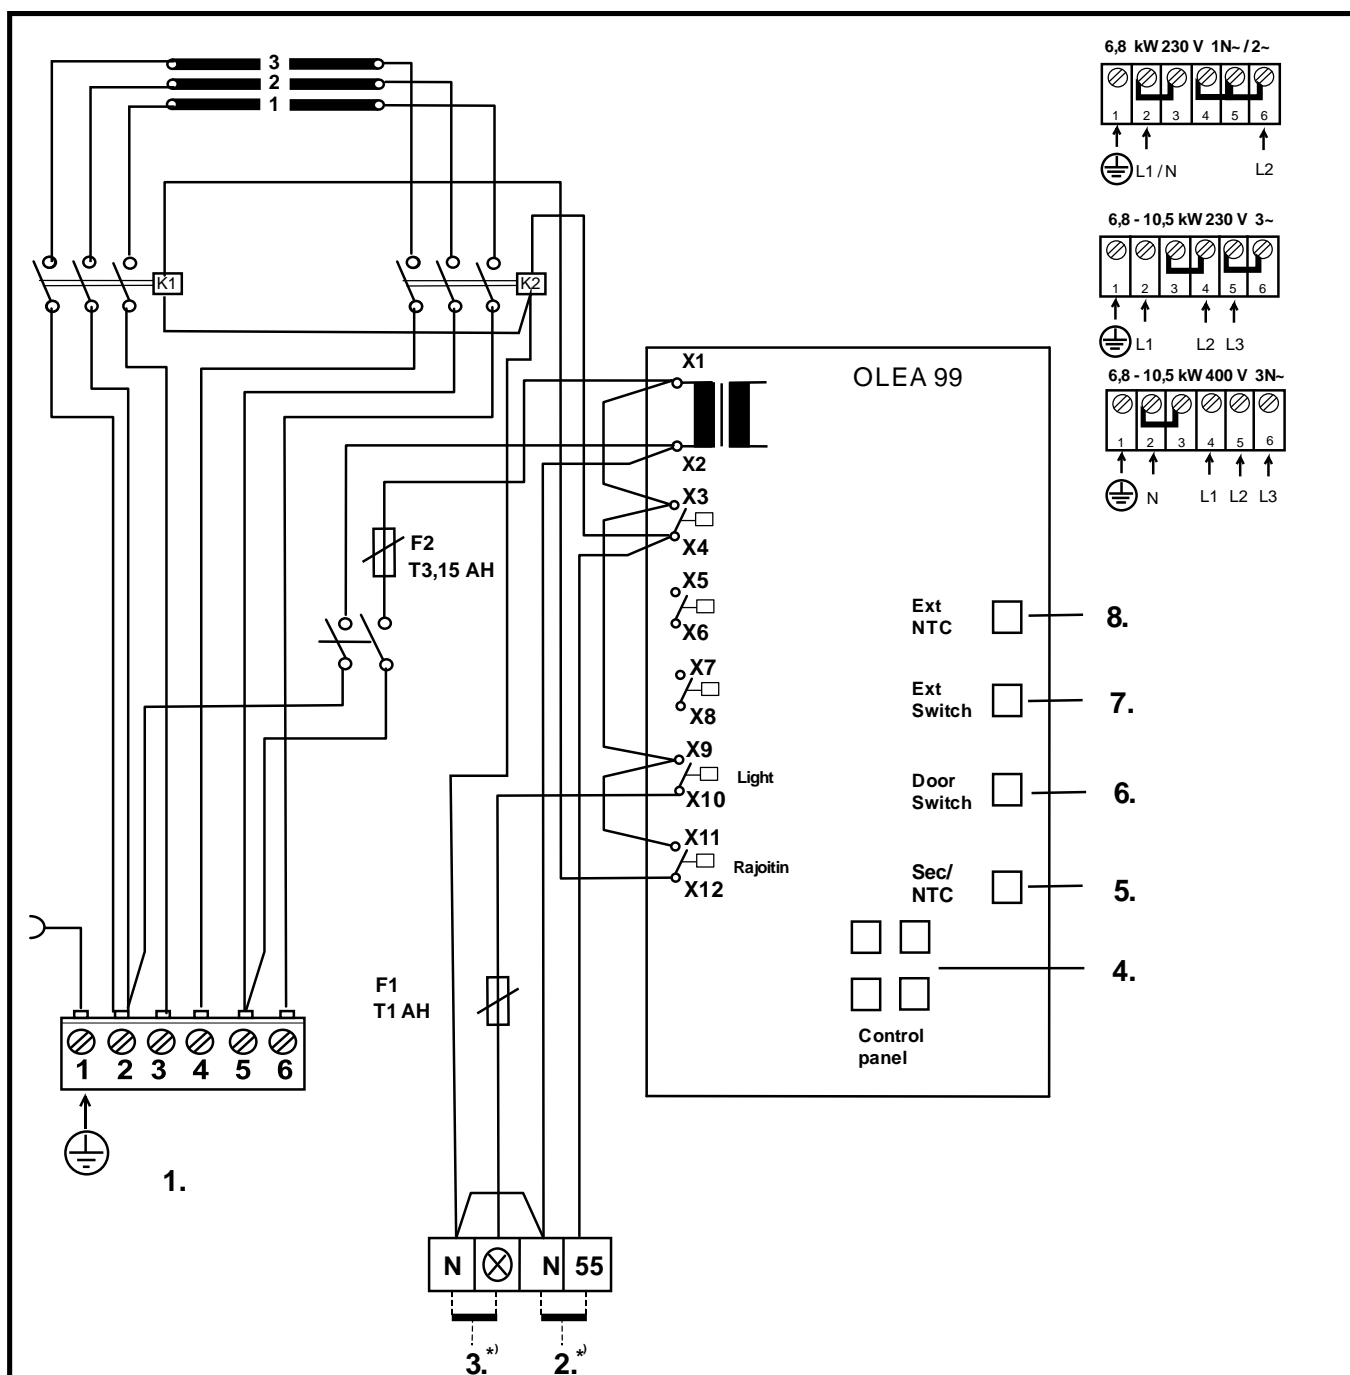 3
2
1
K1
K2
6,8 kW 230 V 1N~ / 2~
1 2 3 4 5 6
L1 / N L2
6,8 - 10,5 kW 230 V 3~
1 2 3 4 5 6
L1 L2 L3
6,8 - 10,5 kW 400 V 3N~
1 2 3 4 5 6
N L1 L2 L3
OLEA 99
X1
X2
X3
X4
X5
X6
X7
X8
X9
Light
X10
X11
Rajoitin
X12
F2
T3,15 AH
Ext
NTC
8.
Ext
Switch
7.
Door
Switch
6.
Sec/
NTC
5.
4.
Control
panel
F1
T1 AH
1 2 3 4 5 6
1.
N N 55
3.*) 2.*)